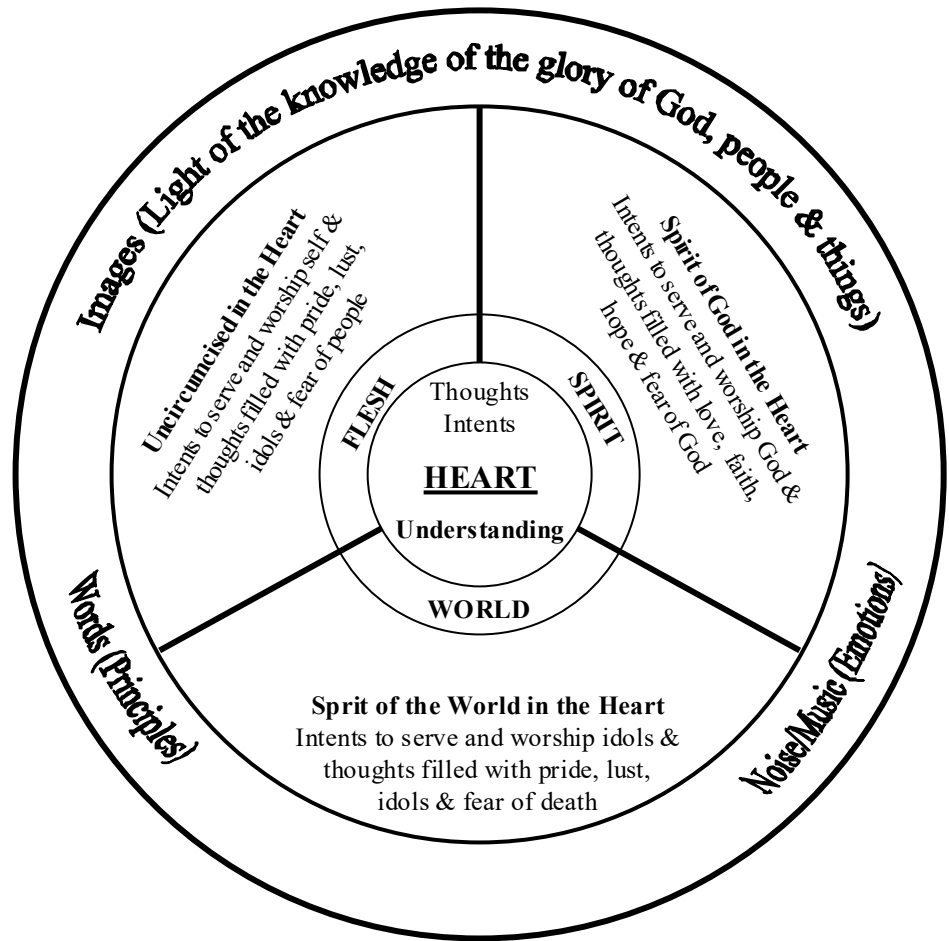 Images (Light of the knowledge of the glory of God, people & things)
Uncircumcised in the Heart
Intents to serve and worship self &
thoughts filled with pride, lust,
idols & fear of people
Spirit of God in the Heart
Intents to serve and worship God &
thoughts filled with love, faith,
hope & fear of God
FLESH
SPIRIT
Thoughts
Intents
HEART
Understanding
WORLD
Words (Principles)
Noise/Music (Emotions)
Sprit of the World in the Heart
Intents to serve and worship idols &
thoughts filled with pride, lust,
idols & fear of death